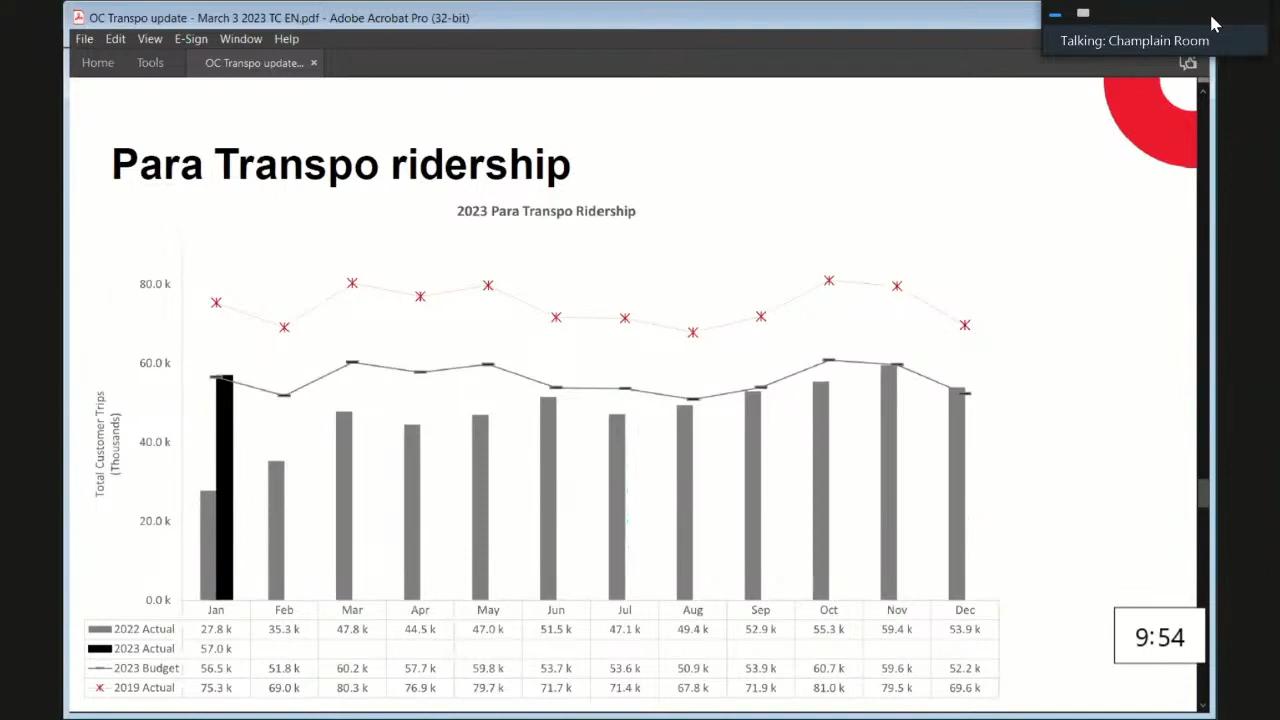 OC Transpo update - March 3 2023 TC EN.pdf - Adobe Acrobat Pro (32-bit)
Talking: Champlain Room
File Edit View E-Sign Window Help
Home Tools OC Transpo update... ×
Para Transpo ridership
2023 Para Transpo Ridership
80.0 k
60.0 k
40.0 k
20.0 k
0.0 k
Total Customer Trips
(Thousands)
Jan Feb Mar Apr May Jun Jul Aug Sep Oct Nov Dec
2022 Actual 27.8 k 35.3 k 47.8 k 44.5 k 47.0 k 51.5 k 47.1 k 49.4 k 52.9 k 55.3 k 59.4 k 53.9 k
2023 Actual 57.0 k
2023 Budget 56.5 k 51.8 k 60.2 k 57.7 k 59.8 k 53.7 k 53.6 k 50.9 k 53.9 k 60.7 k 59.6 k 52.2 k
2019 Actual 75.3 k 69.0 k 80.3 k 76.9 k 79.7 k 71.7 k 71.4 k 67.8 k 71.9 k 81.0 k 79.5 k 69.6 k
9:54